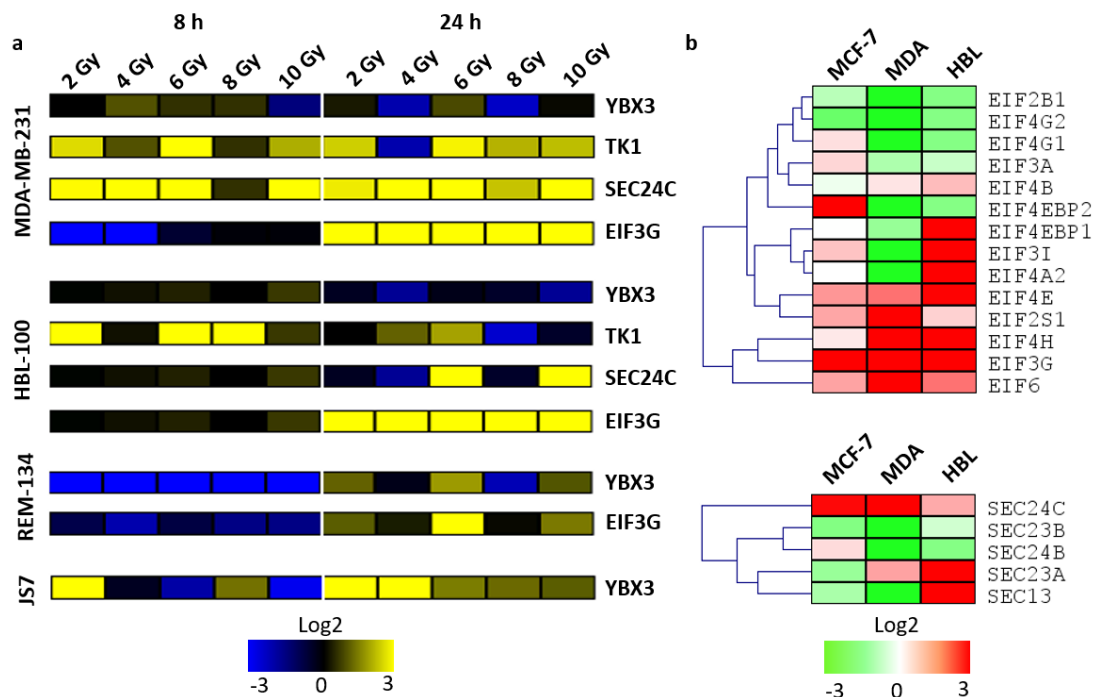 a
8 h
24 h
2 Gy 4 Gy 6 Gy 8 Gy 10 Gy 2 Gy 4 Gy 6 Gy 8 Gy 10 Gy
MDA-MB-231
YBX3
TK1
SEC24C
EIF3G
HBL-100
YBX3
TK1
SEC24C
EIF3G
REM-134
YBX3
EIF3G
JS7
YBX3
Log2
-3 0 3
b
MCF-7 MDA HBL
EIF2B1
EIF4G2
EIF4G1
EIF3A
EIF4B
EIF4EBP2
EIF4EBP1
EIF3I
EIF4A2
EIF4E
EIF2S1
EIF4H
EIF3G
EIF6
MCF-7 MDA HBL
SEC24C
SEC23B
SEC24B
SEC23A
SEC13
Log2
-3 0 3